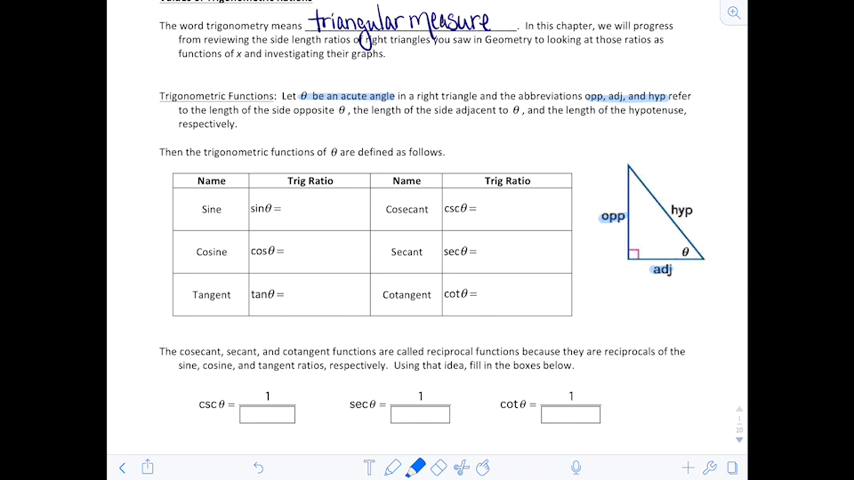 Values of Trigonometric Ratios
The word trigonometry means triangular measure. In this chapter, we will progress
from reviewing the side length ratios of right triangles you saw in Geometry to looking at those ratios as
functions of x and investigating their graphs.
Trigonometric Functions: Let θ be an acute angle in a right triangle and the abbreviations opp, adj, and hyp refer
to the length of the side opposite θ, the length of the side adjacent to θ, and the length of the hypotenuse,
respectively.
Then the trigonometric functions of θ are defined as follows.
Name Trig Ratio Name Trig Ratio
Sine sinθ = Cosecant cscθ =
Cosine cosθ = Secant secθ =
Tangent tanθ = Cotangent cotθ =
opp
hyp
θ
adj
The cosecant, secant, and cotangent functions are called reciprocal functions because they are reciprocals of the
sine, cosine, and tangent ratios, respectively. Using that idea, fill in the boxes below.
1 1 1
cscθ = secθ = cotθ =
1
10
T